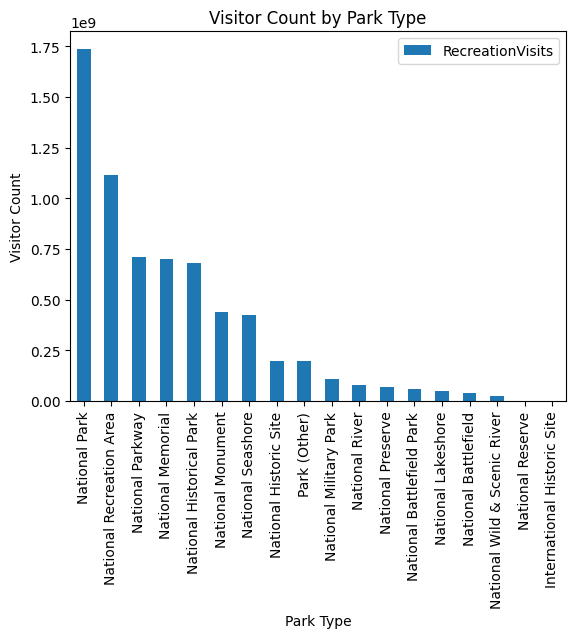 Visitor Count by Park Type
1e9
RecreationVisits
1.75
1.50
1.25
1.00
0.75
0.50
0.25
0.00
Visitor Count
National Park
National Recreation Area
National Parkway
National Memorial
National Historical Park
National Monument
National Seashore
National Historic Site
Park (Other)
National Military Park
National River
National Preserve
National Battlefield Park
National Lakeshore
National Battlefield
National Wild & Scenic River
National Reserve
International Historic Site
Park Type